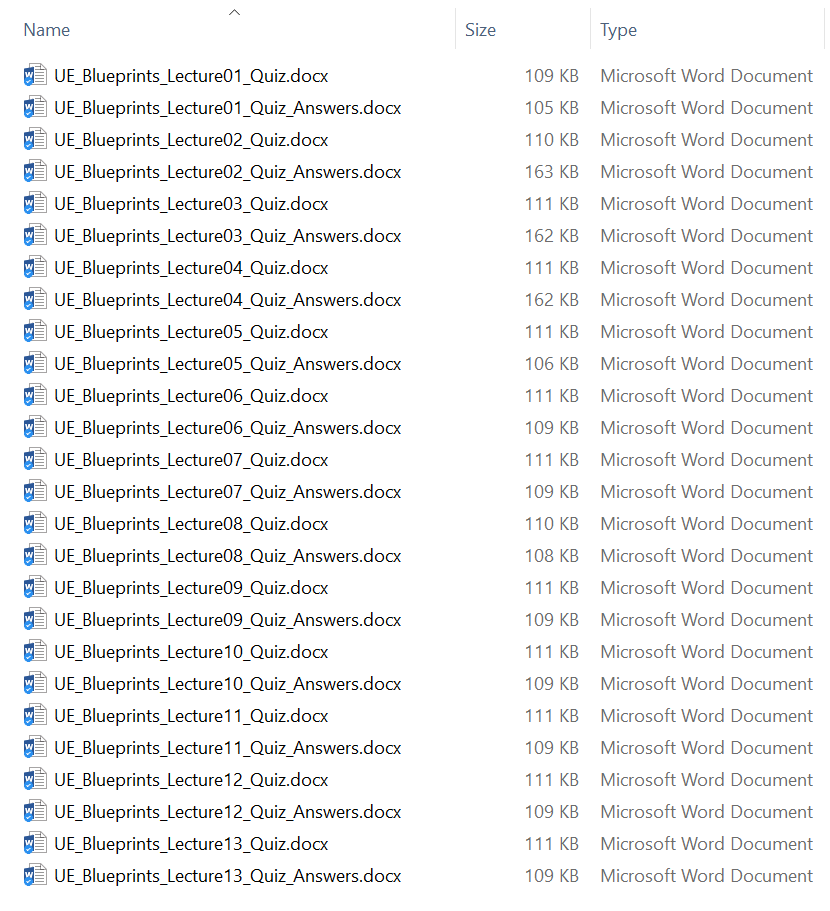 Name Size Type
UE_Blueprints_Lecture01_Quiz.docx 109 KB Microsoft Word Document
UE_Blueprints_Lecture01_Quiz_Answers.docx 105 KB Microsoft Word Document
UE_Blueprints_Lecture02_Quiz.docx 110 KB Microsoft Word Document
UE_Blueprints_Lecture02_Quiz_Answers.docx 163 KB Microsoft Word Document
UE_Blueprints_Lecture03_Quiz.docx 111 KB Microsoft Word Document
UE_Blueprints_Lecture03_Quiz_Answers.docx 162 KB Microsoft Word Document
UE_Blueprints_Lecture04_Quiz.docx 111 KB Microsoft Word Document
UE_Blueprints_Lecture04_Quiz_Answers.docx 162 KB Microsoft Word Document
UE_Blueprints_Lecture05_Quiz.docx 111 KB Microsoft Word Document
UE_Blueprints_Lecture05_Quiz_Answers.docx 106 KB Microsoft Word Document
UE_Blueprints_Lecture06_Quiz.docx 111 KB Microsoft Word Document
UE_Blueprints_Lecture06_Quiz_Answers.docx 109 KB Microsoft Word Document
UE_Blueprints_Lecture07_Quiz.docx 111 KB Microsoft Word Document
UE_Blueprints_Lecture07_Quiz_Answers.docx 109 KB Microsoft Word Document
UE_Blueprints_Lecture08_Quiz.docx 110 KB Microsoft Word Document
UE_Blueprints_Lecture08_Quiz_Answers.docx 108 KB Microsoft Word Document
UE_Blueprints_Lecture09_Quiz.docx 111 KB Microsoft Word Document
UE_Blueprints_Lecture09_Quiz_Answers.docx 109 KB Microsoft Word Document
UE_Blueprints_Lecture10_Quiz.docx 111 KB Microsoft Word Document
UE_Blueprints_Lecture10_Quiz_Answers.docx 109 KB Microsoft Word Document
UE_Blueprints_Lecture11_Quiz.docx 111 KB Microsoft Word Document
UE_Blueprints_Lecture11_Quiz_Answers.docx 109 KB Microsoft Word Document
UE_Blueprints_Lecture12_Quiz.docx 111 KB Microsoft Word Document
UE_Blueprints_Lecture12_Quiz_Answers.docx 109 KB Microsoft Word Document
UE_Blueprints_Lecture13_Quiz.docx 111 KB Microsoft Word Document
UE_Blueprints_Lecture13_Quiz_Answers.docx 109 KB Microsoft Word Document